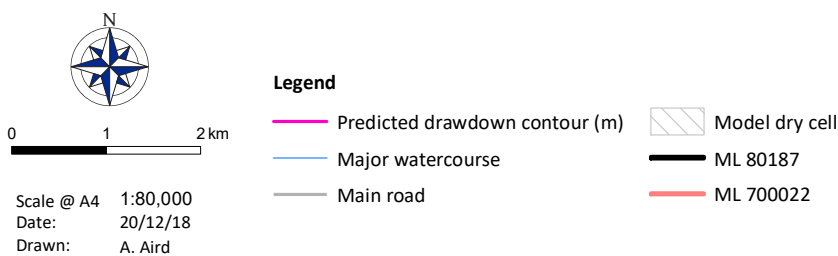 N
0 1 2 km
Scale @ A4 1:80,000
Date: 20/12/18
Drawn: A. Aird
Legend
Predicted drawdown contour (m)
Major watercourse
Main road
Model dry cell
ML 80187
ML 700022